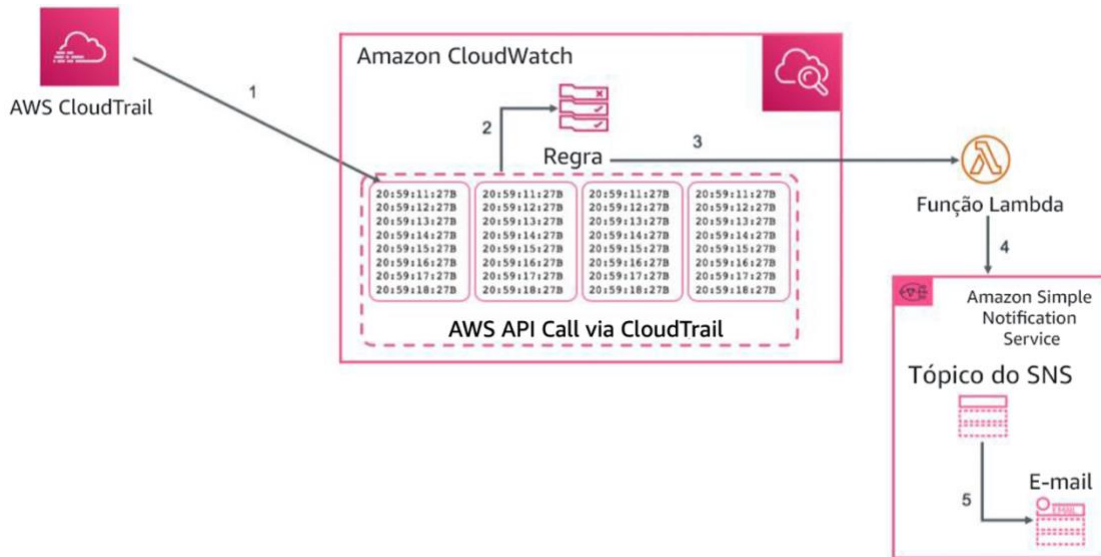 AWS CloudTrail
1
Amazon CloudWatch
2
Regra
3
20:59:11:27B
20:59:12:27B
20:59:13:27B
20:59:14:27B
20:59:15:27B
20:59:16:27B
20:59:17:27B
20:59:18:27B
20:59:11:27B
20:59:12:27B
20:59:13:27B
20:59:14:27B
20:59:15:27B
20:59:16:27B
20:59:17:27B
20:59:18:27B
20:59:11:27B
20:59:12:27B
20:59:13:27B
20:59:14:27B
20:59:15:27B
20:59:16:27B
20:59:17:27B
20:59:18:27B
20:59:11:27B
20:59:12:27B
20:59:13:27B
20:59:14:27B
20:59:15:27B
20:59:16:27B
20:59:17:27B
20:59:18:27B
AWS API Call via CloudTrail
Função Lambda
4
Amazon Simple
Notification
Service
Tópico do SNS
5
E-mail
EMAIL